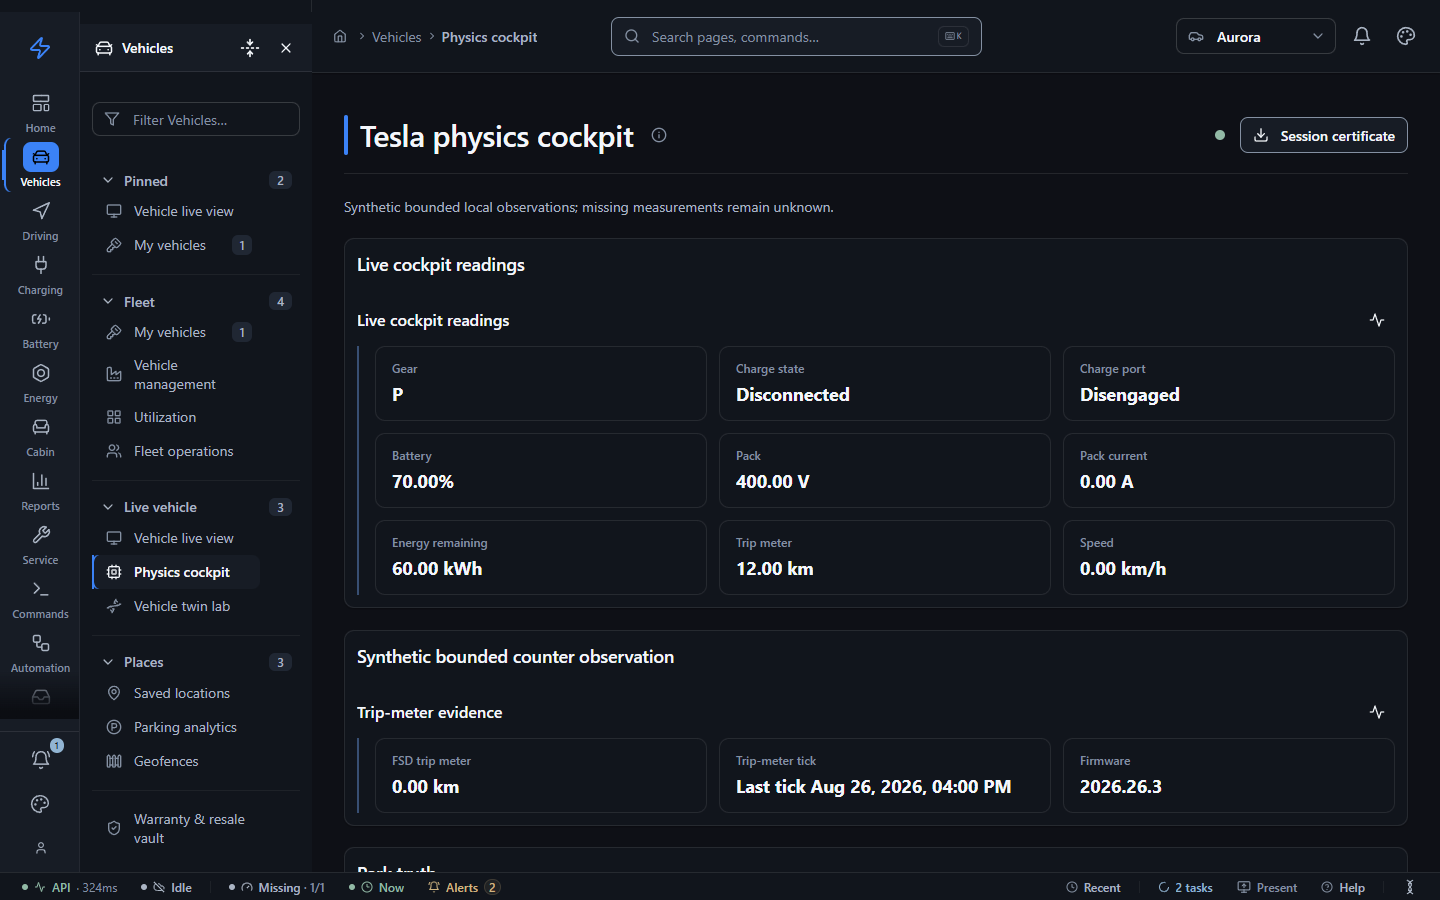 Vehicles
Vehicles
Physics cockpit
Search pages, commands...
K
Aurora
Home
Vehicles
Driving
Charging
Battery
Energy
Cabin
Reports
Service
Commands
Automation
1
Filter Vehicles...
Pinned
2
Vehicle live view
My vehicles
1
Fleet
4
My vehicles
1
Vehicle
management
Utilization
Fleet operations
Live vehicle
3
Vehicle live view
Physics cockpit
Vehicle twin lab
Places
3
Saved locations
Parking analytics
Geofences
Warranty & resale
vault
Tesla physics cockpit
Session certificate
Synthetic bounded local observations; missing measurements remain unknown.
Live cockpit readings
Live cockpit readings
Gear
P
Charge state
Disconnected
Charge port
Disengaged
Battery
70.00%
Pack
400.00 V
Pack current
0.00 A
Energy remaining
60.00 kWh
Trip meter
12.00 km
Speed
0.00 km/h
Synthetic bounded counter observation
Trip-meter evidence
FSD trip meter
0.00 km
Trip-meter tick
Last tick Aug 26, 2026, 04:00 PM
Firmware
2026.26.3
Park truth
API · 324ms
Idle
Missing · 1/1
Now
Alerts 2
Recent
2 tasks
Present
Help